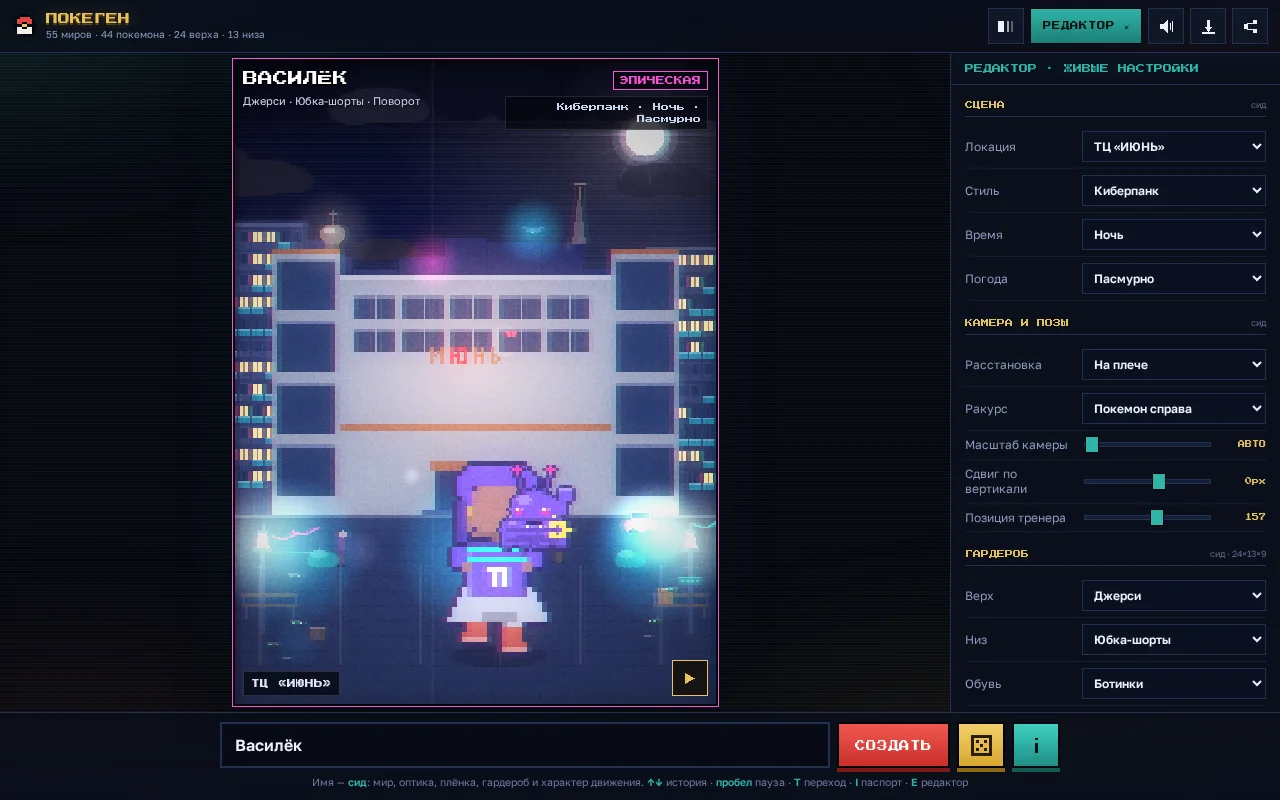 ПОКЕГЕН
55 миров · 44 покемона · 24 верха · 13 низа
РЕДАКТОР
РЕДАКТОР · ЖИВЫЕ НАСТРОЙКИ
ВАСИЛЁК
ЭПИЧЕСКАЯ
Джерси · Юбка-шорты · Поворот
Киберпанк · Ночь ·
Пасмурно
ИЮНЬ
П
ТЦ «ИЮНЬ»
СЦЕНА сид
Локация ТЦ «ИЮНЬ»
Стиль Киберпанк
Время Ночь
Погода Пасмурно
КАМЕРА И ПОЗЫ сид
Расстановка На плече
Ракурс Покемон справа
Масштаб камеры АВТО
Сдвиг по
вертикали 0px
Позиция тренера 157
ГАРДЕРОБ сид · 24×13×9
Верх Джерси
Низ Юбка-шорты
Обувь Ботинки
Василёк
СОЗДАТЬ
i
Имя — сид: мир, оптика, плёнка, гардероб и характер движения. ↑↓ история · пробел пауза · T переход · I паспорт · E редактор